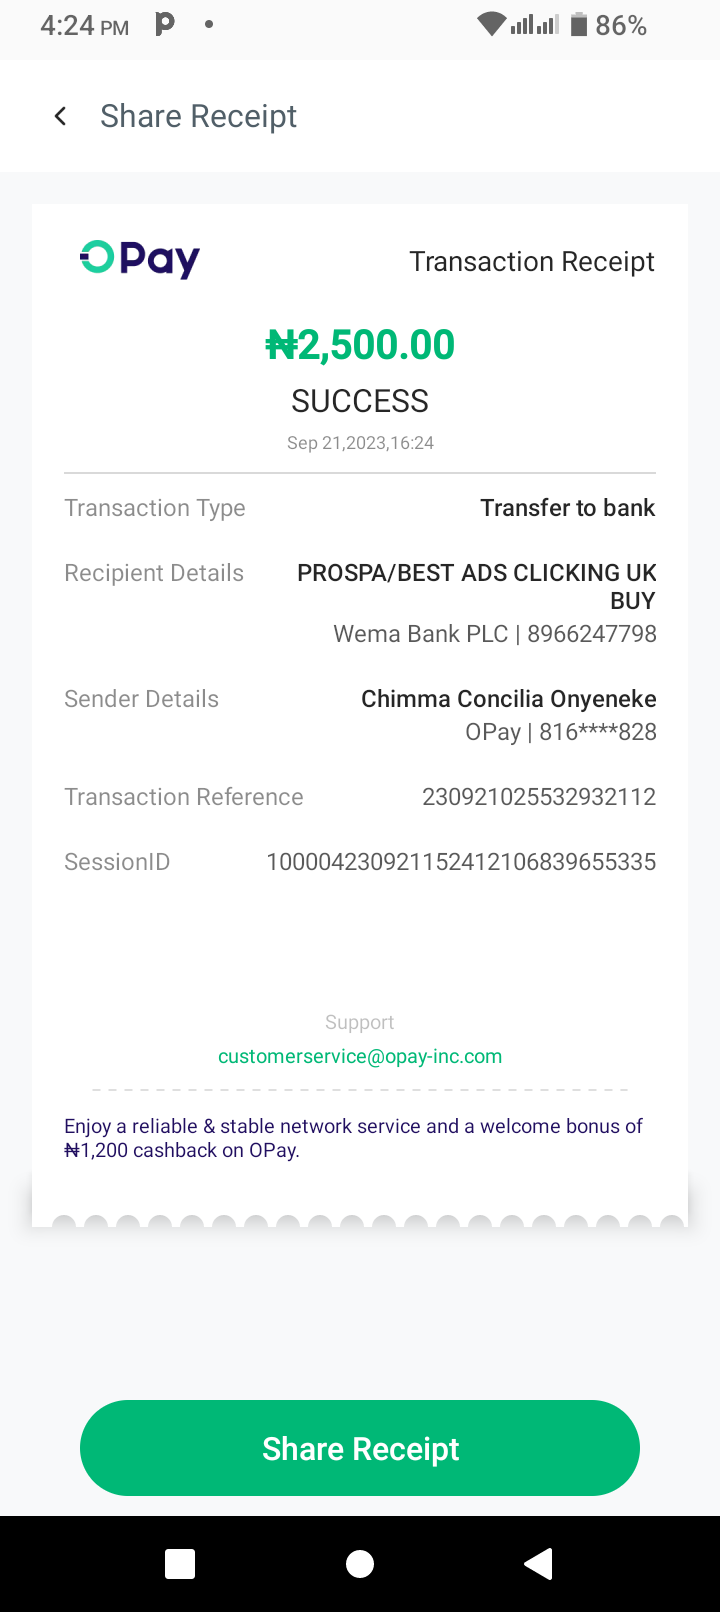 4:24 PM
86%
Share Receipt
OPay
Transaction Receipt
₦2,500.00
SUCCESS
Sep 21,2023,16:24
Transaction Type Transfer to bank
Recipient Details PROSPA/BEST ADS CLICKING UK
BUY
Wema Bank PLC | 8966247798
Sender Details Chimma Concilia Onyeneke
OPay | 816****828
Transaction Reference 230921025532932112
SessionID 100004230921152412106839655335
Support
customerservice@opay-inc.com
Enjoy a reliable & stable network service and a welcome bonus of
₦1,200 cashback on OPay.
Share Receipt